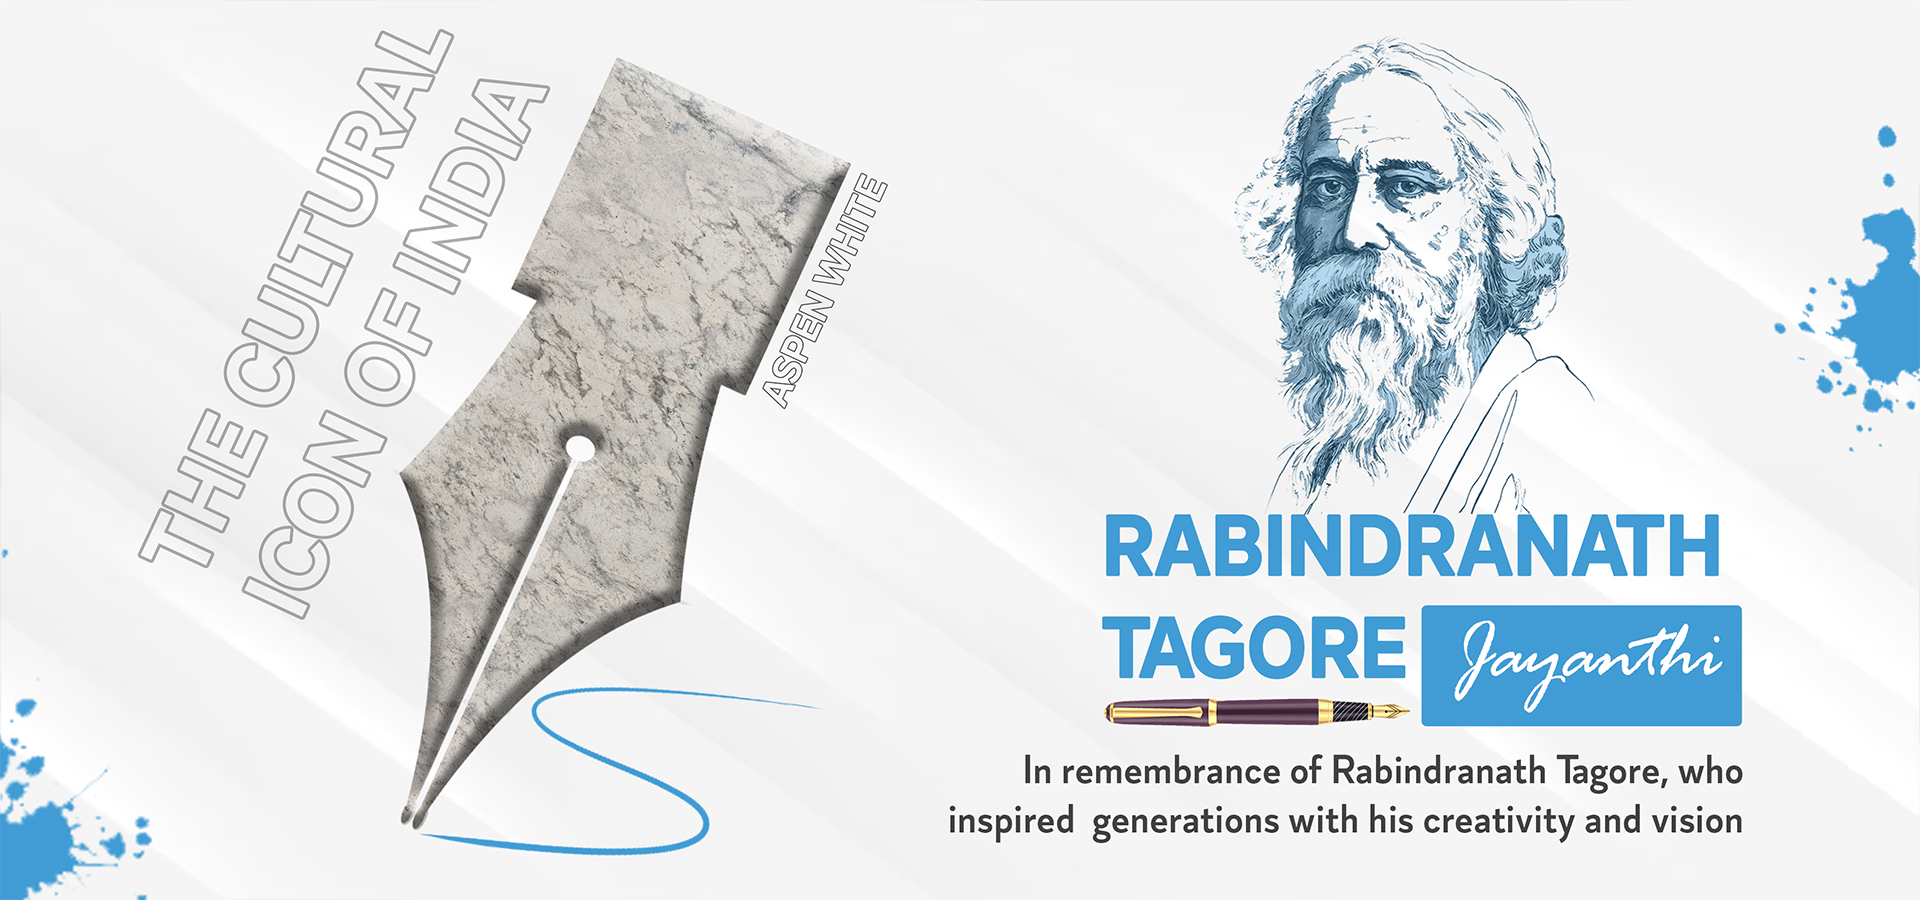 THE CULTURAL
ICON OF INDIA
ASPEN WHITE
RABINDRANATH
TAGORE Jayanthi
In remembrance of Rabindranath Tagore, who
inspired generations with his creativity and vision